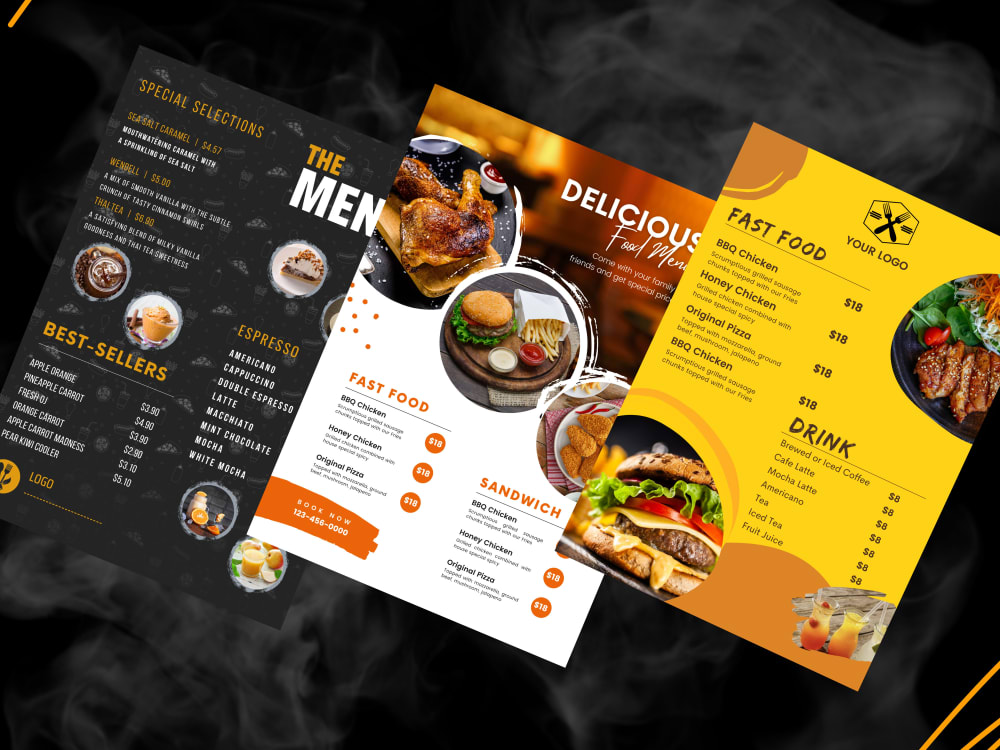 SPECIAL SELECTIONS
SEA SALT CARAMEL | $4.57
MOUTHWATERING CARAMEL WITH
A SPRINKLING OF SEA SALT
WENDELL | $5.00
A MIX OF SMOOTH VANILLA WITH THE SUBTLE
CRUNCH OF TASTY CINNAMON SWIRLS
THAI TEA | $6.90
A SATISFYING BLEND OF MILKY VANILLA
GOODNESS AND THAI TEA SWEETNESS
THE
MEN
BEST-SELLERS
APPLE ORANGE $3.90
PINEAPPLE CARROT $4.90
FRESH OJ $3.90
ORANGE CARROT $2.90
APPLE CARROT MADNESS $3.10
PEAR KIWI COOLER $5.10
LOGO
ESPRESSO
AMERICANO
CAPPUCCINO
DOUBLE ESPRESSO
LATTE
MACCHIATO
MINT CHOCOLATE
MOCHA
WHITE MOCHA
DELICIOUS
Food Menu
Come with your family
friends and get special pric
FAST FOOD
BBQ Chicken
Scrumptious grilled sausage
chunks topped with our Fries
$18
Honey Chicken
Grilled chicken combined with
house special spicy
$18
Original Pizza
Topped with mozzarella, ground
beef, mushroom, jalapeno
$18
BOOK NOW
123-456-0000
SANDWICH
BBQ Chicken
Scrumptious grilled sausage
chunks topped with our Fries
Honey Chicken
Grilled chicken combined with
house special spicy
$18
Original Pizza
Topped with mozzarella, ground
beef, mushroom, jalapeno
$18
YOUR LOGO
FAST FOOD
BBQ Chicken
Scrumptious grilled sausage
chunks topped with our Fries
$18
Honey Chicken
Grilled chicken combined with
house special spicy
$18
Original Pizza
Topped with mozzarella, ground
beef, mushroom, jalapeno
$18
BBQ Chicken
Scrumptious grilled sausage
chunks topped with our Fries
$18
DRINK
Brewed or Iced Coffee $8
Cafe Latte $8
Mocha Latte $8
Americano $8
Tea $8
Iced Tea $8
Fruit Juice $8